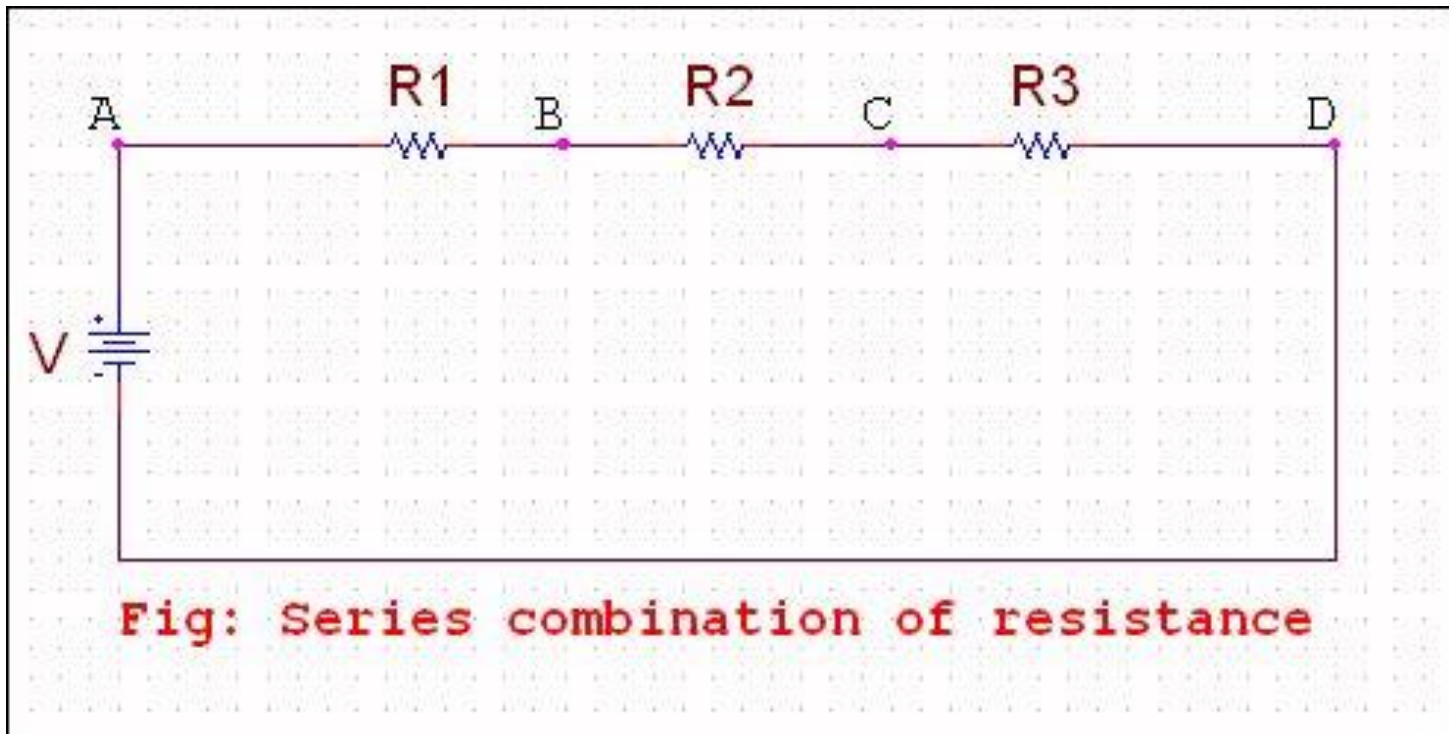 R1 R2 R3
A B C D
+
V
-
Fig: Series combination of resistance